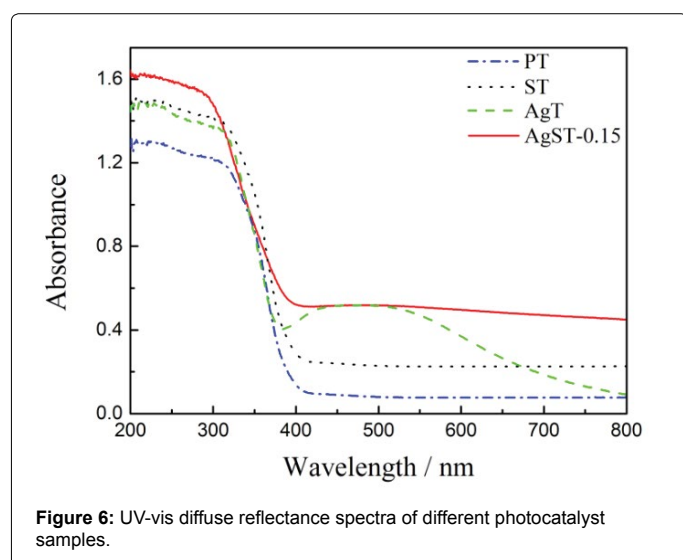 PT
ST
AgT
AgST-0.15
1.6
1.2
0.8
0.4
0.0
Absorbance
200 300 400 500 600 700 800
Wavelength / nm
Figure 6: UV-vis diffuse reflectance spectra of different photocatalyst
samples.